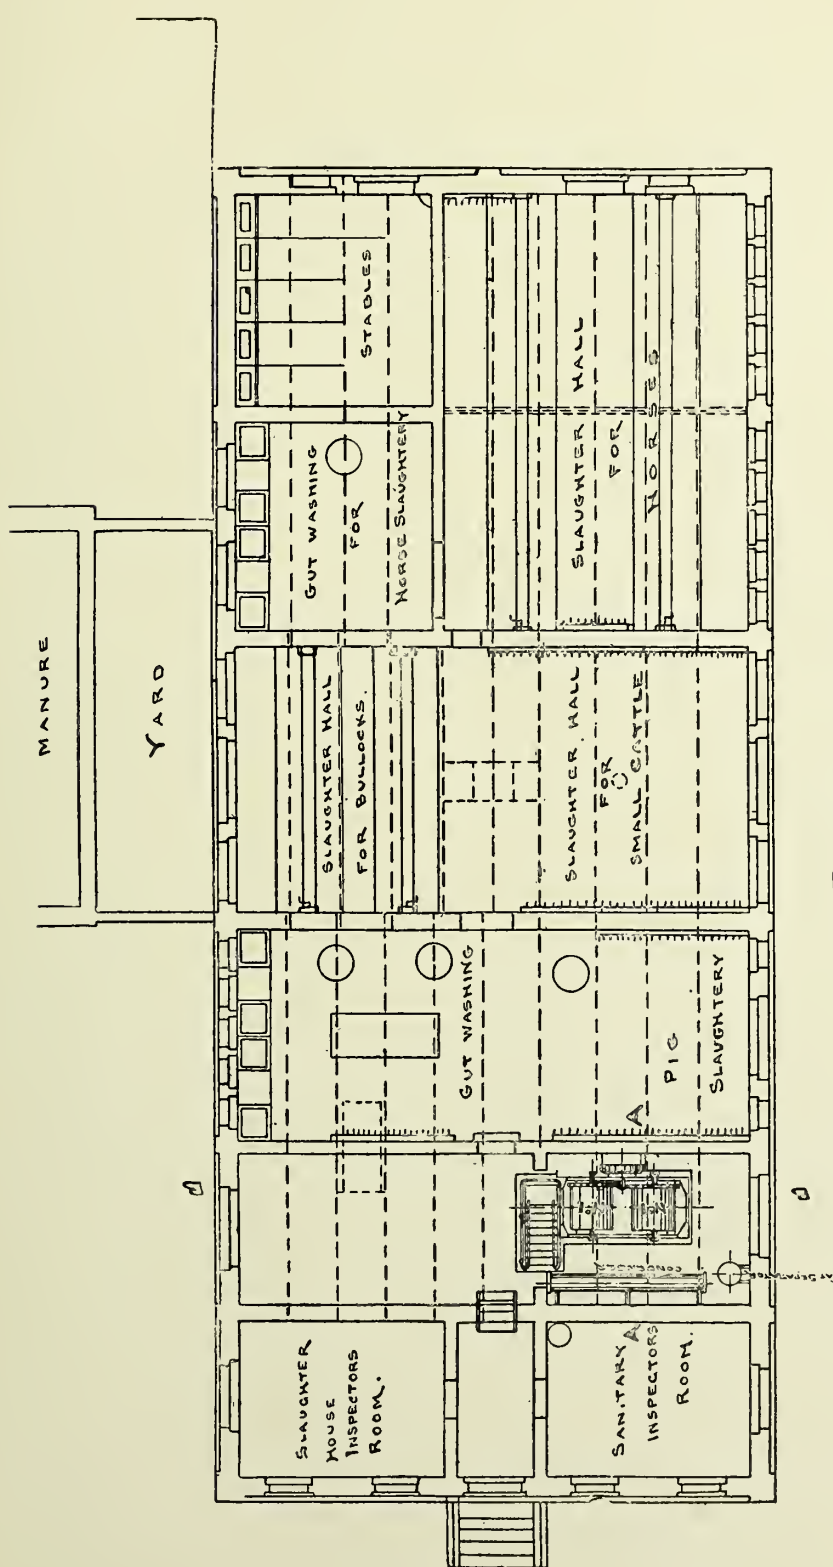 STABLES
SLAUGHTER HALL
FOR
HORSES
GUT WASHING
FOR
HORSE SLAUGHTERY
MANURE
YARD
SLAUGHTER HALL
FOR BULLOCKS.
SLAUGHTER HALL
FOR
SMALL CATTLE
GUT WASHING
PIG
SLAUGHTERY
A
CONDENSER
SLAUGHTER
HOUSE
INSPECTORS
ROOM.
SANITARY
INSPECTORS
ROOM.
A